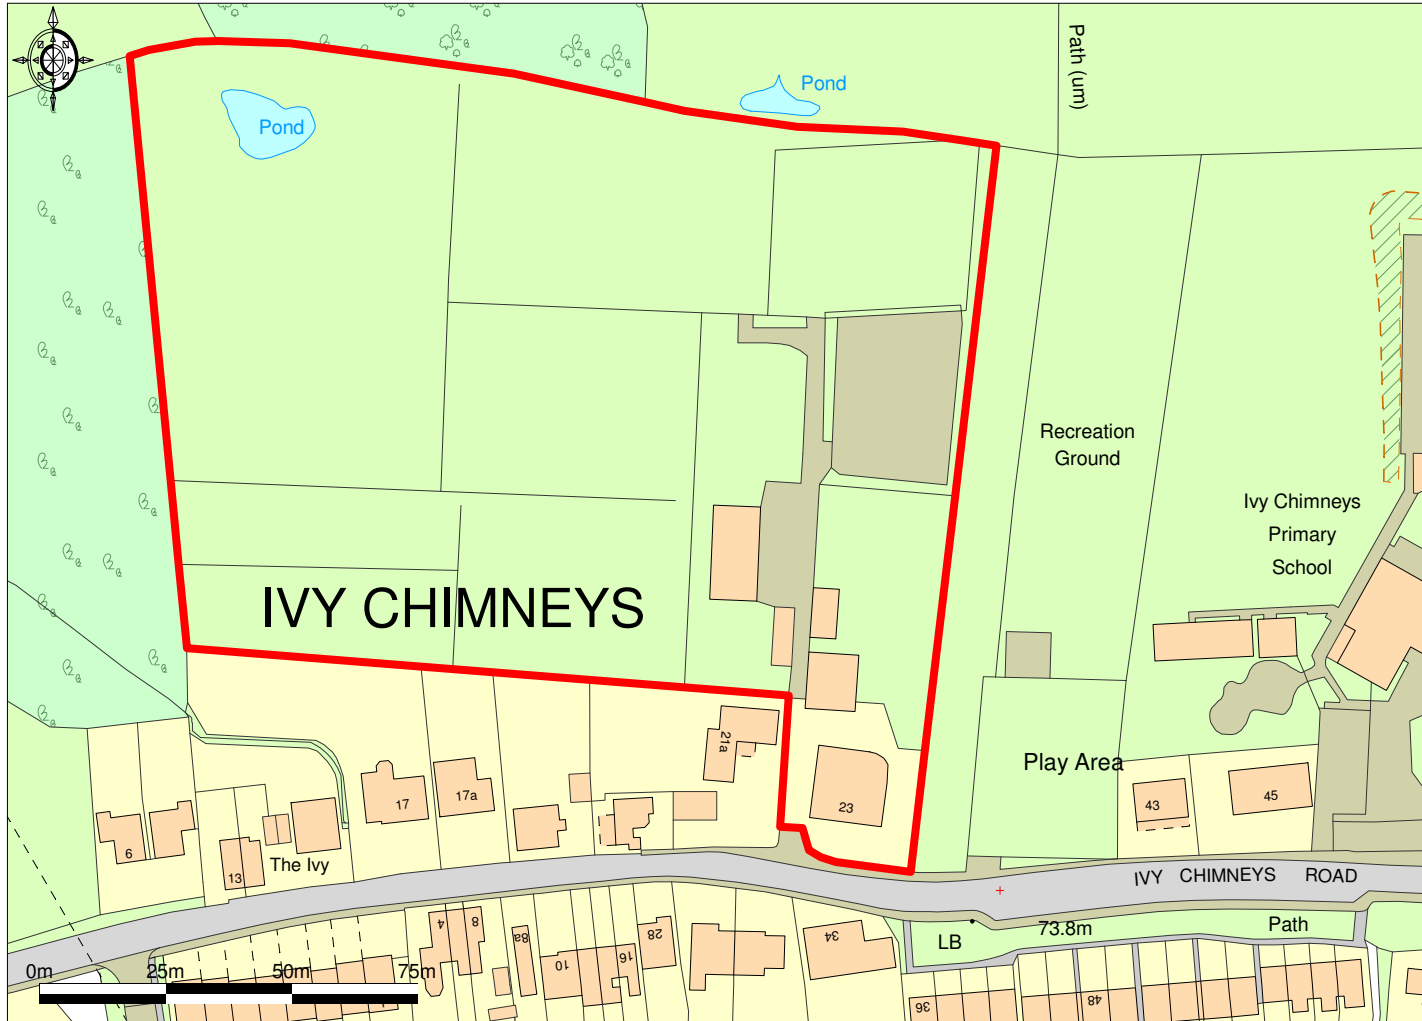 Path (um)
Pond
Pond
Recreation
Ground
Ivy Chimneys
Primary
School
IVY CHIMNEYS
21a
Play Area
17
17a
23
43
45
6
13
The Ivy
IVY CHIMNEYS ROAD
4
8
8a
10
16
28
34
LB
73.8m
Path
36
48
0m
25m
50m
75m